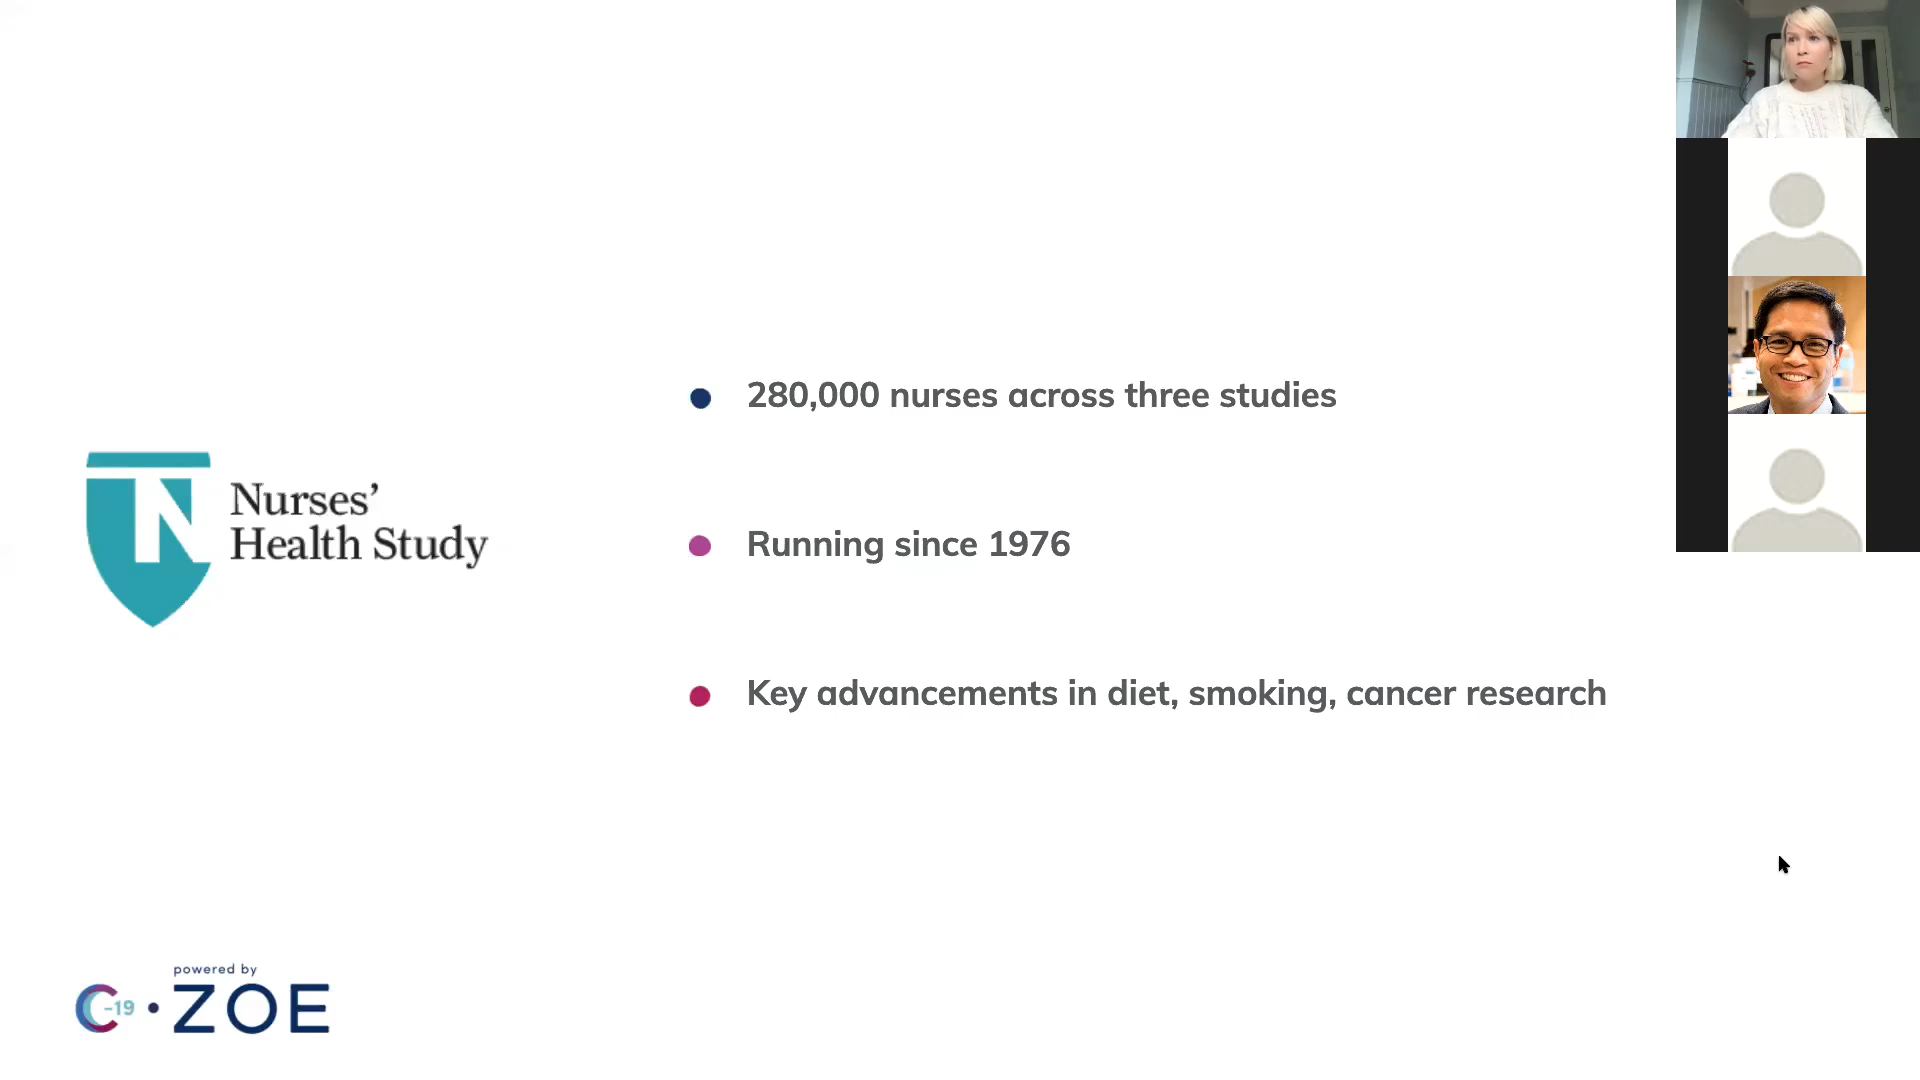 280,000 nurses across three studies
Nurses’
Health Study
Running since 1976
Key advancements in diet, smoking, cancer research
powered by
C-19 • ZOE